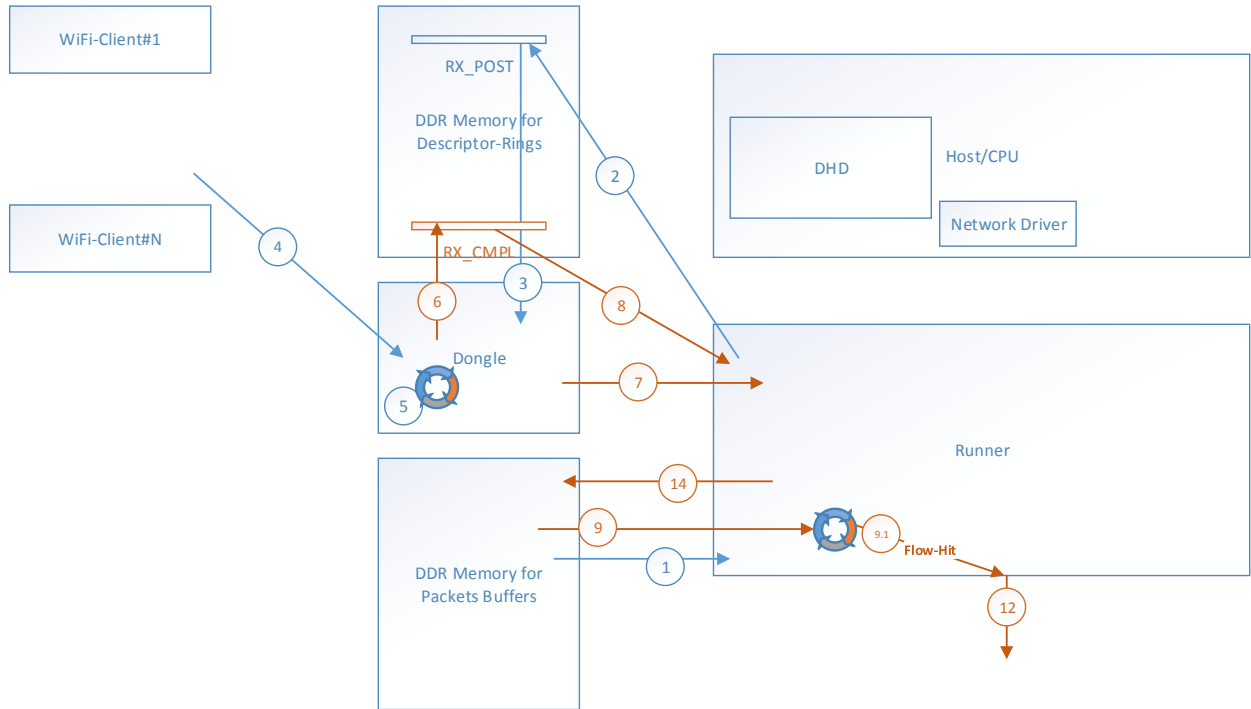 WiFi-Client#1
RX_POST
DDR Memory for
Descriptor-Rings
DHD
Host/CPU
2
Network Driver
WiFi-Client#N
4
RX_CMPL
3
6
8
Dongle
7
5
Runner
14
9
9.1
Flow-Hit
1
DDR Memory for
Packets Buffers
12